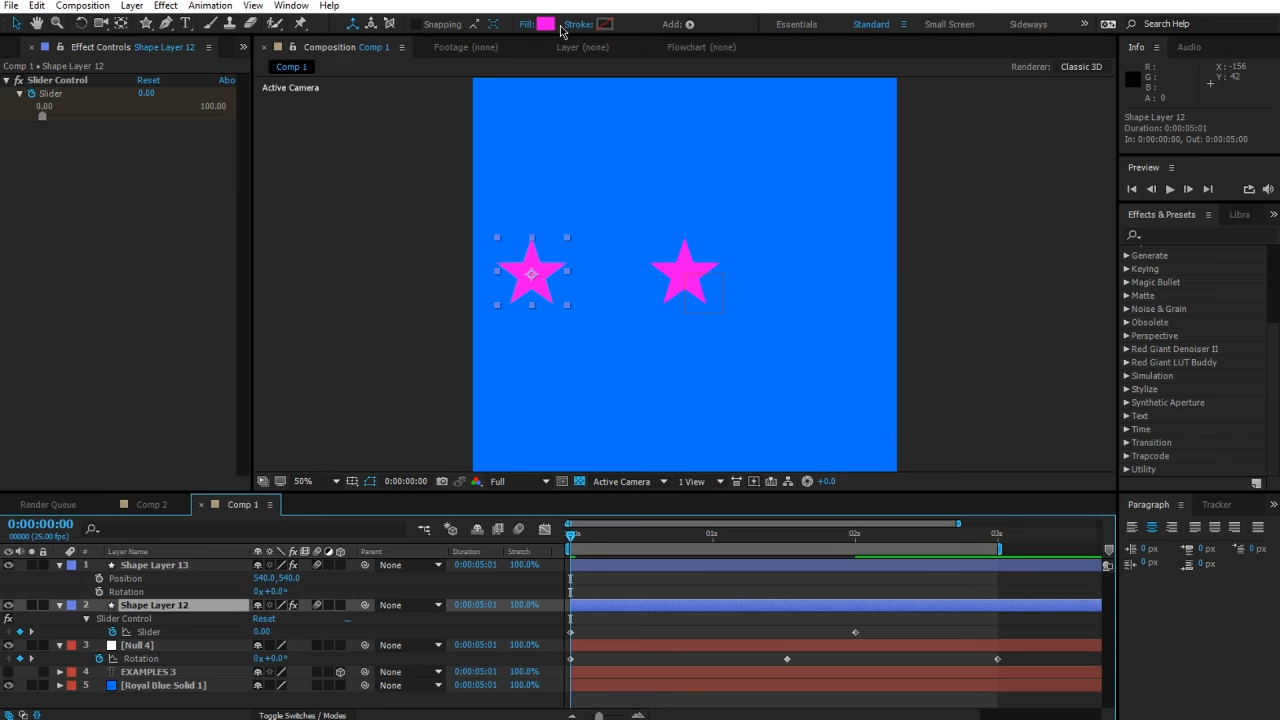 File Edit Composition Layer Effect Animation View Window Help
Snapping Fill: Stroke: Add: Essentials Standard Small Screen Sideways Search Help
Effect Controls Shape Layer 12 Composition Comp 1 Footage (none) Layer (none) Flowchart (none) Info Audio
Comp 1 • Shape Layer 12 Comp 1 Renderer: Classic 3D
R: X: -156
G: Y: 42
B:
A: 0
fx Slider Control Reset Abo
Slider 0.00
0.00 100.00
Active Camera
Shape Layer 12
Duration: 0:00:05:01
In: 0:00:00:00, Out: 0:00:05:00
Preview
Effects & Presets Libra
Generate
Keying
Magic Bullet
Matte
Noise & Grain
Obsolete
Perspective
Red Giant Denoiser II
Red Giant LUT Buddy
Simulation
Stylize
Synthetic Aperture
Text
Time
Transition
Trapcode
Utility
50% 0:00:00:00 Full Active Camera 1 View +0.0
Render Queue Comp 2 Comp 1 Paragraph Tracker
0:00:00:00
00000 (25.00 fps)
01s 02s 03s
# Layer Name Parent Duration Stretch
0 px 0 px 0 px
0 px 0 px
1 Shape Layer 13 None 0:00:05:01 100.0%
Position 540.0,540.0
Rotation 0x+0.0°
2 Shape Layer 12 None 0:00:05:01 100.0%
fx Slider Control Reset ...
Slider 0.00
3 [Null 4] None 0:00:05:01 100.0%
Rotation 0x+0.0°
4 EXAMPLES 3 None 0:00:05:01 100.0%
5 [Royal Blue Solid 1] None 0:00:05:01 100.0%
Toggle Switches / Modes